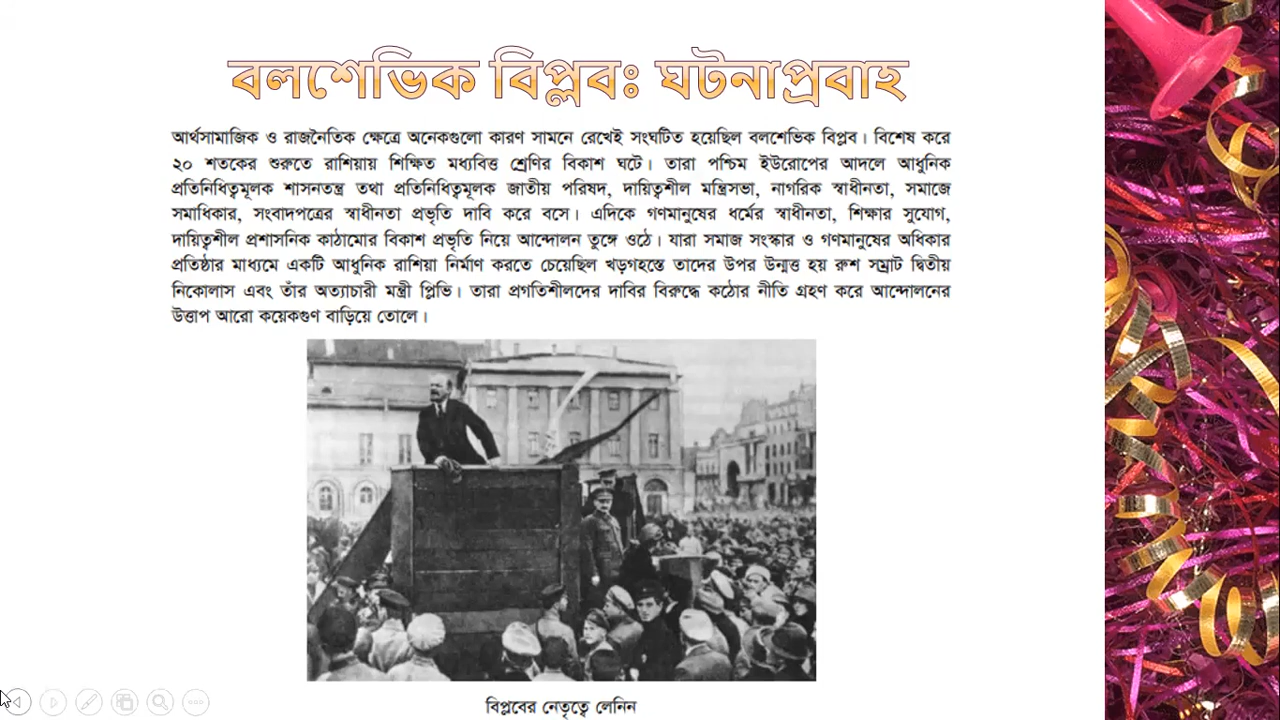 বলশেভিক বিপ্লবঃ ঘটনাপ্রবাহ
আর্থসামাজিক ও রাজনৈতিক ক্ষেত্রে অনেকগুলো কারণ সামনে রেখেই সংঘটিত হয়েছিল বলশেভিক বিপ্লব। বিশেষ করে
২০ শতকের শুরুতে রাশিয়ায় শিক্ষিত মধ্যবিত্ত শ্রেণির বিকাশ ঘটে। তারা পশ্চিম ইউরোপের আদলে আধুনিক
প্রতিনিধিত্বমূলক শাসনতন্ত্র তথা প্রতিনিধিত্বমূলক জাতীয় পরিষদ, দায়িত্বশীল মন্ত্রিসভা, নাগরিক স্বাধীনতা, সমাজে
সমাধিকার, সংবাদপত্রের স্বাধীনতা প্রভৃতি দাবি করে বসে। এদিকে গণমানুষের ধর্মের স্বাধীনতা, শিক্ষার সুযোগ,
দায়িত্বশীল প্রশাসনিক কাঠামোর বিকাশ প্রভৃতি নিয়ে আন্দোলন তুঙ্গে ওঠে। যারা সমাজ সংস্কার ও গণমানুষের অধিকার
প্রতিষ্ঠার মাধ্যমে একটি আধুনিক রাশিয়া নির্মাণ করতে চেয়েছিল খড়গহস্তে তাদের উপর উন্মত্ত হয় রুশ সম্রাট দ্বিতীয়
নিকোলাস এবং তাঁর অত্যাচারী মন্ত্রী প্লিভি। তারা প্রগতিশীলদের দাবির বিরুদ্ধে কঠোর নীতি গ্রহণ করে আন্দোলনের
উত্তাপ আরো কয়েকগুণ বাড়িয়ে তোলে।
বিপ্লবের নেতৃত্বে লেনিন